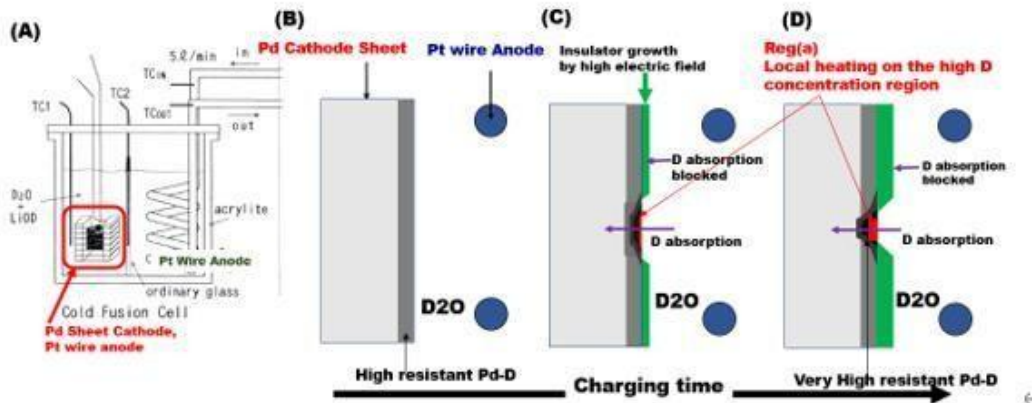 (A)
5ℓ/min
in
TCin
TC1
TC2
TCout
out
D2O
+
LiOD
acrylite
C
Pt Wire Anode
ordinary glass
Cold Fusion Cell
Pd Sheet Cathode,
Pt wire anode
(B)
Pd Cathode Sheet
Pt wire Anode
D2O
High resistant Pd-D
(C)
Insulator growth
by high electric field
D absorption
blocked
D absorption
D2O
(D)
Reg(a)
Local heating on the high D
concentration region
D absorption
blocked
D absorption
D2O
Very High resistant Pd-D
Charging time